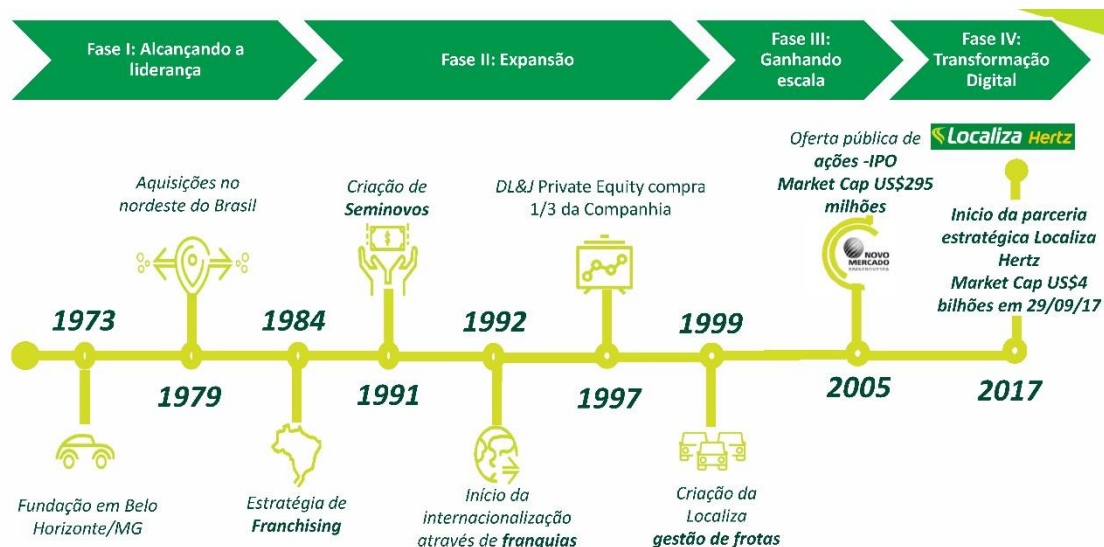 Fase I: Alcançando a
liderança
Fase II: Expansão
Fase III:
Ganhando
escala
Fase IV:
Transformação
Digital
Aquisições no
nordeste do Brasil
Criação de
Seminovos
DL&J Private Equity compra
1/3 da Companhia
Oferta pública de
ações -IPO
Market Cap US$295
milhões
NOVO
MERCADO
Localiza Hertz
Inicio da parceria
estratégica Localiza
Hertz
Market Cap US$4
bilhões em 29/09/17
1973
1979
1984
1991
1992
1997
1999
2005
2017
Fundação em Belo
Horizonte/MG
Estratégia de
Franchising
Início da
internacionalização
através de franquias
Criação da
Localiza
gestão de frotas